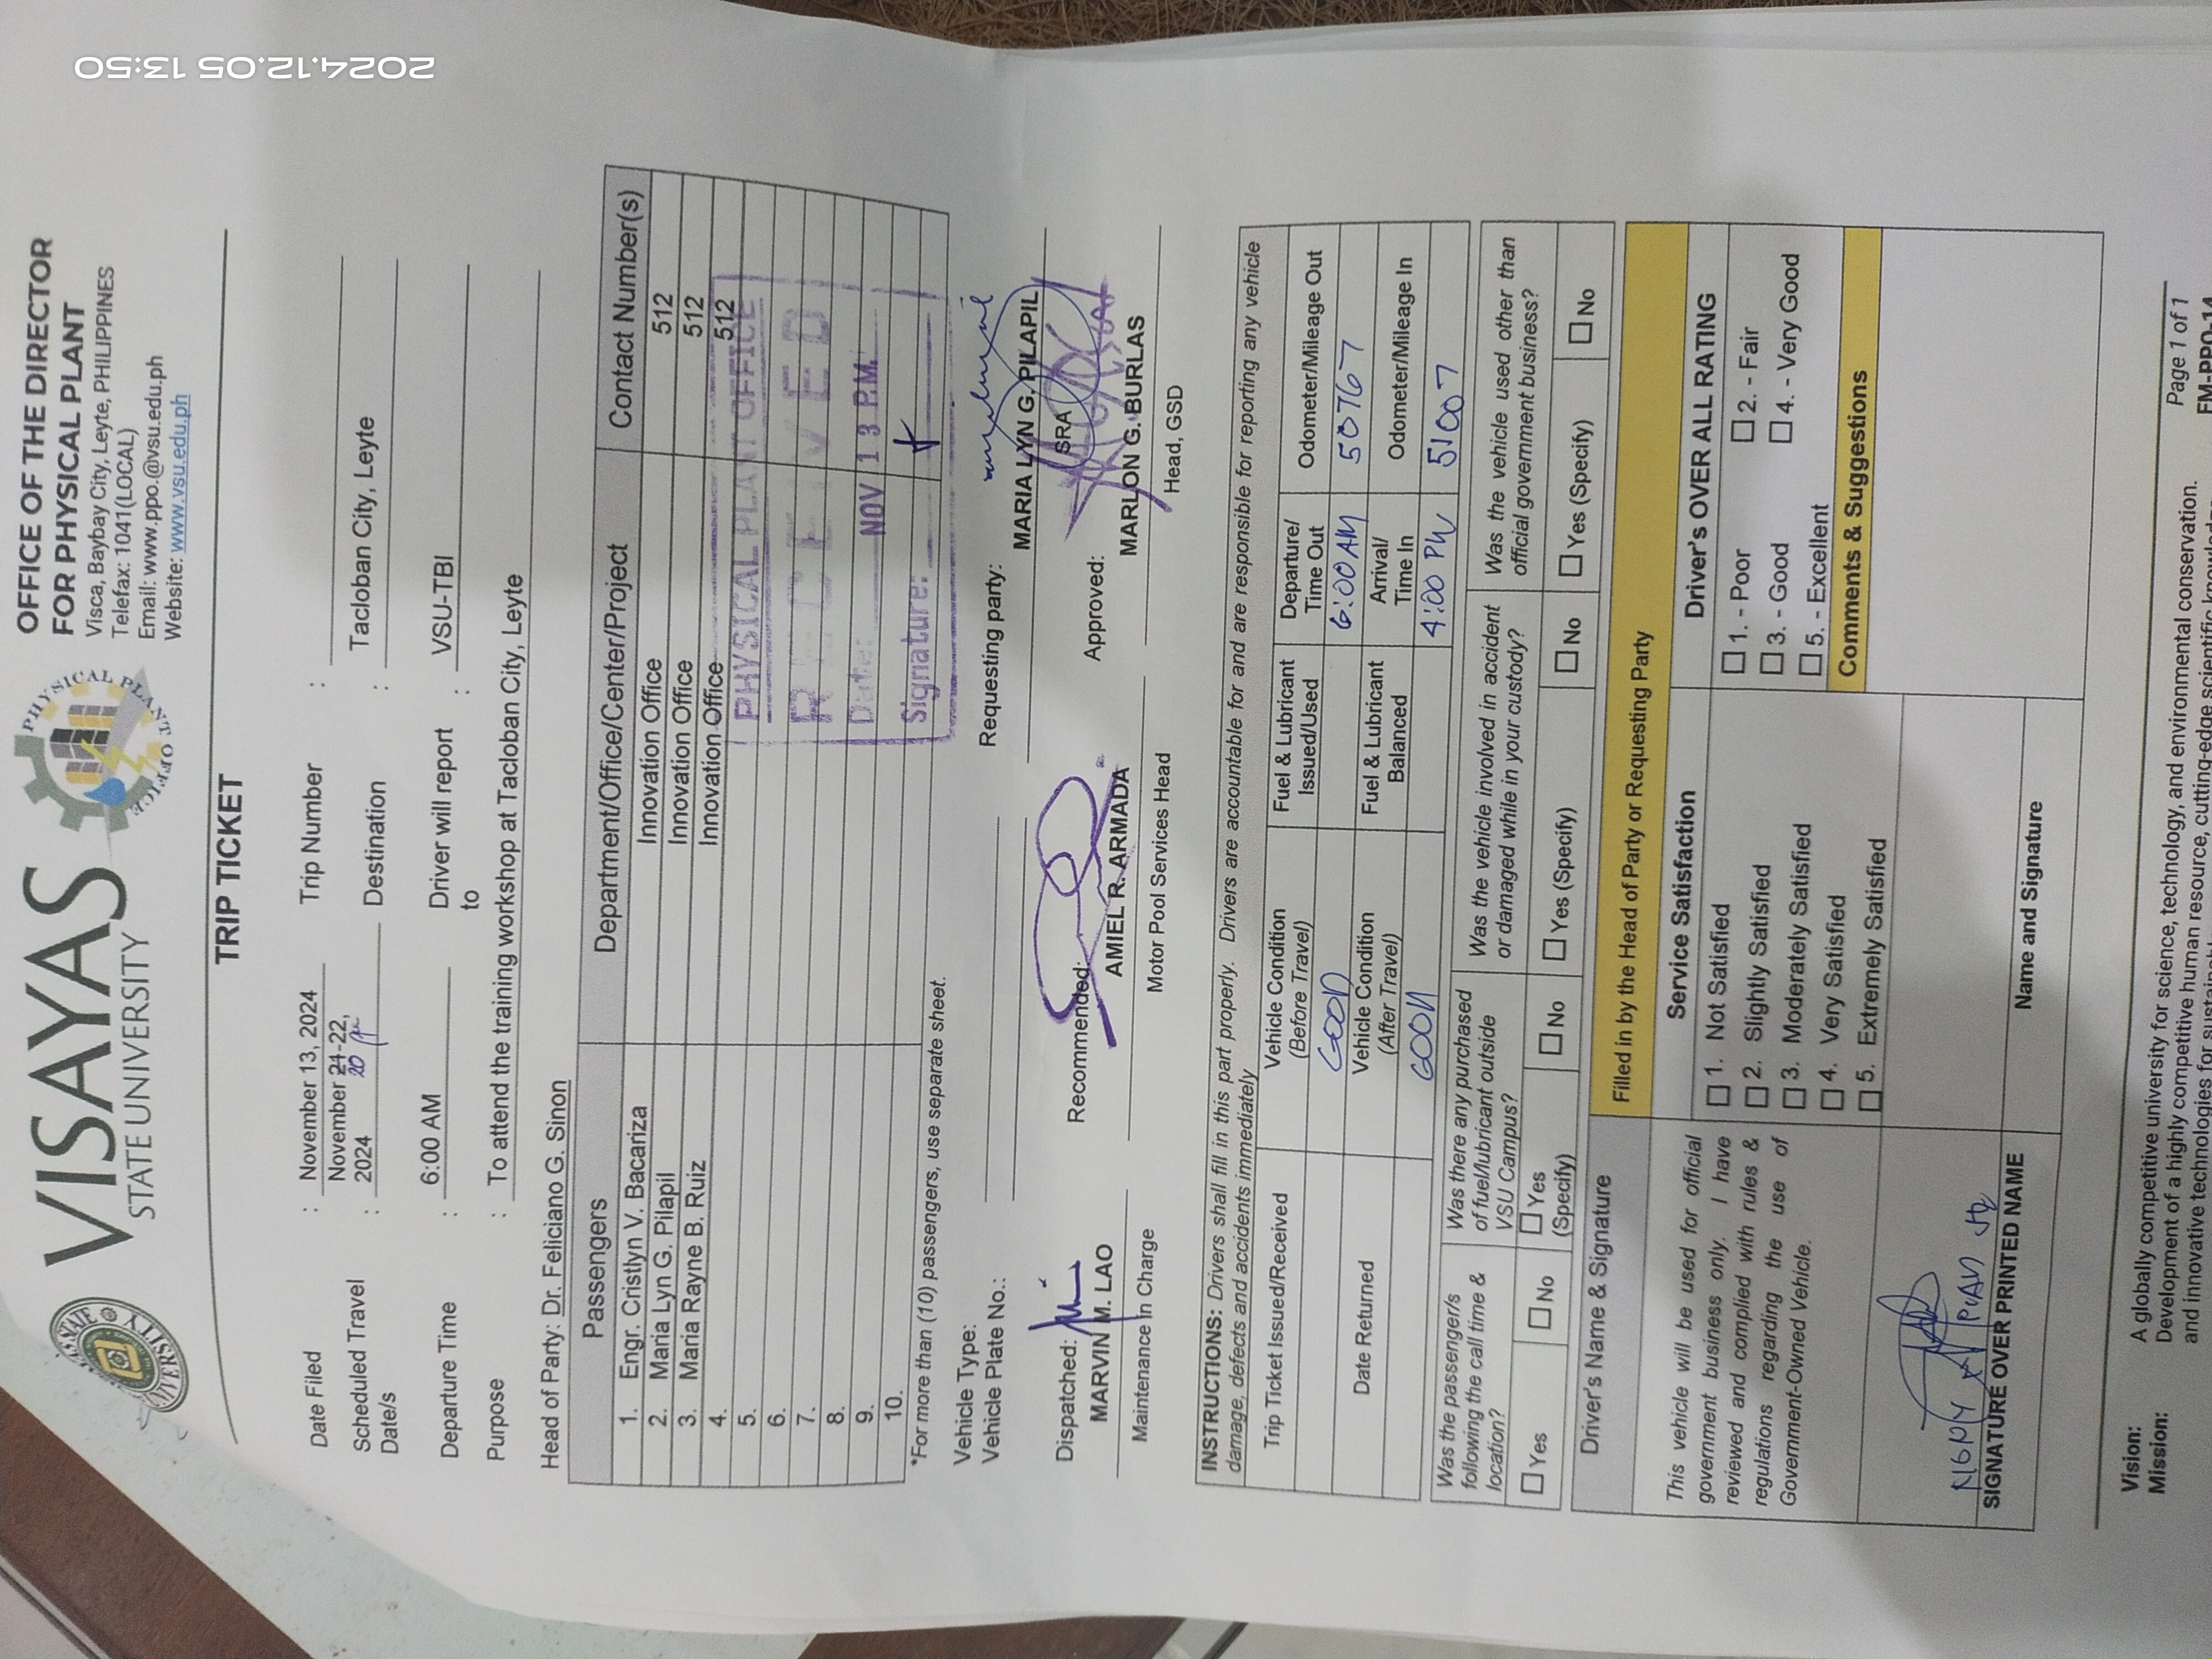 2024.12.05 13:50
VISAYAS
STATE UNIVERSITY
PHYSICAL PLANT OFFICE
OFFICE OF THE DIRECTOR
FOR PHYSICAL PLANT
Visca, Baybay City, Leyte, PHILIPPINES
Telefax: 1041(LOCAL)
Email: www.ppo.@vsu.edu.ph
Website: www.vsu.edu.ph
TRIP TICKET
Date Filed : November 13, 2024 Trip Number :
Scheduled Travel Date/s : November 21-22, 2024 20 Destination : Tacloban City, Leyte
Departure Time : 6:00 AM Driver will report to : VSU-TBI
Purpose : To attend the training workshop at Tacloban City, Leyte
Head of Party: Dr. Feliciano G. Sinon
Passengers Department/Office/Center/Project Contact Number(s)
1. Engr. Cristlyn V. Bacariza Innovation Office 512
2. Maria Lyn G. Pilapil Innovation Office 512
3. Maria Rayne B. Ruiz Innovation Office 512
4.
5.
6.
7.
8.
9.
10.
PHYSICAL PLANT OFFICE
RECEIVED
Date: NOV 13 P.M.
Signature:
*For more than (10) passengers, use separate sheet.
Vehicle Type:
Vehicle Plate No.:
Requesting party:
MARIA LYN G. PILAPIL
SRA
Dispatched: Recommended: Approved:
MARVIN M. LAO AMIEL R. ARMADA MARLON G. BURLAS
Maintenance In Charge Motor Pool Services Head Head, GSD
INSTRUCTIONS: Drivers shall fill in this part properly. Drivers are accountable for and are responsible for reporting any vehicle
damage, defects and accidents immediately
Trip Ticket Issued/Received Vehicle Condition (Before Travel) Fuel & Lubricant Issued/Used Departure/ Time Out Odometer/Mileage Out
GOOD 6:00 AM 50767
Date Returned Vehicle Condition (After Travel) Fuel & Lubricant Balanced Arrival/ Time In Odometer/Mileage In
GOOD 4:00 PM 51007
Was the passenger/s following the call time & location? Was there any purchased of fuel/lubricant outside VSU Campus? Was the vehicle involved in accident or damaged while in your custody? Was the vehicle used other than official government business?
☐ Yes ☐ No ☐ Yes (Specify) ☐ No ☐ Yes (Specify) ☐ No ☐ Yes (Specify) ☐ No
Driver's Name & Signature Filled in by the Head of Party or Requesting Party
This vehicle will be used for official
government business only. I have
reviewed and complied with rules &
regulations regarding the use of
Government-Owned Vehicle.
Service Satisfaction
☐ 1. Not Satisfied
☐ 2. Slightly Satisfied
☐ 3. Moderately Satisfied
☐ 4. Very Satisfied
☐ 5. Extremely Satisfied
Driver's OVER ALL RATING
☐ 1. - Poor ☐ 2. - Fair
☐ 3. - Good ☐ 4. - Very Good
☐ 5. - Excellent
Comments & Suggestions
SIGNATURE OVER PRINTED NAME Name and Signature
Vision: A globally competitive university for science, technology, and environmental conservation.
Mission: Development of a highly competitive human resource, cutting-edge scientific knowledge
and innovative technologies for
Page 1 of 1
FM-PPO-14